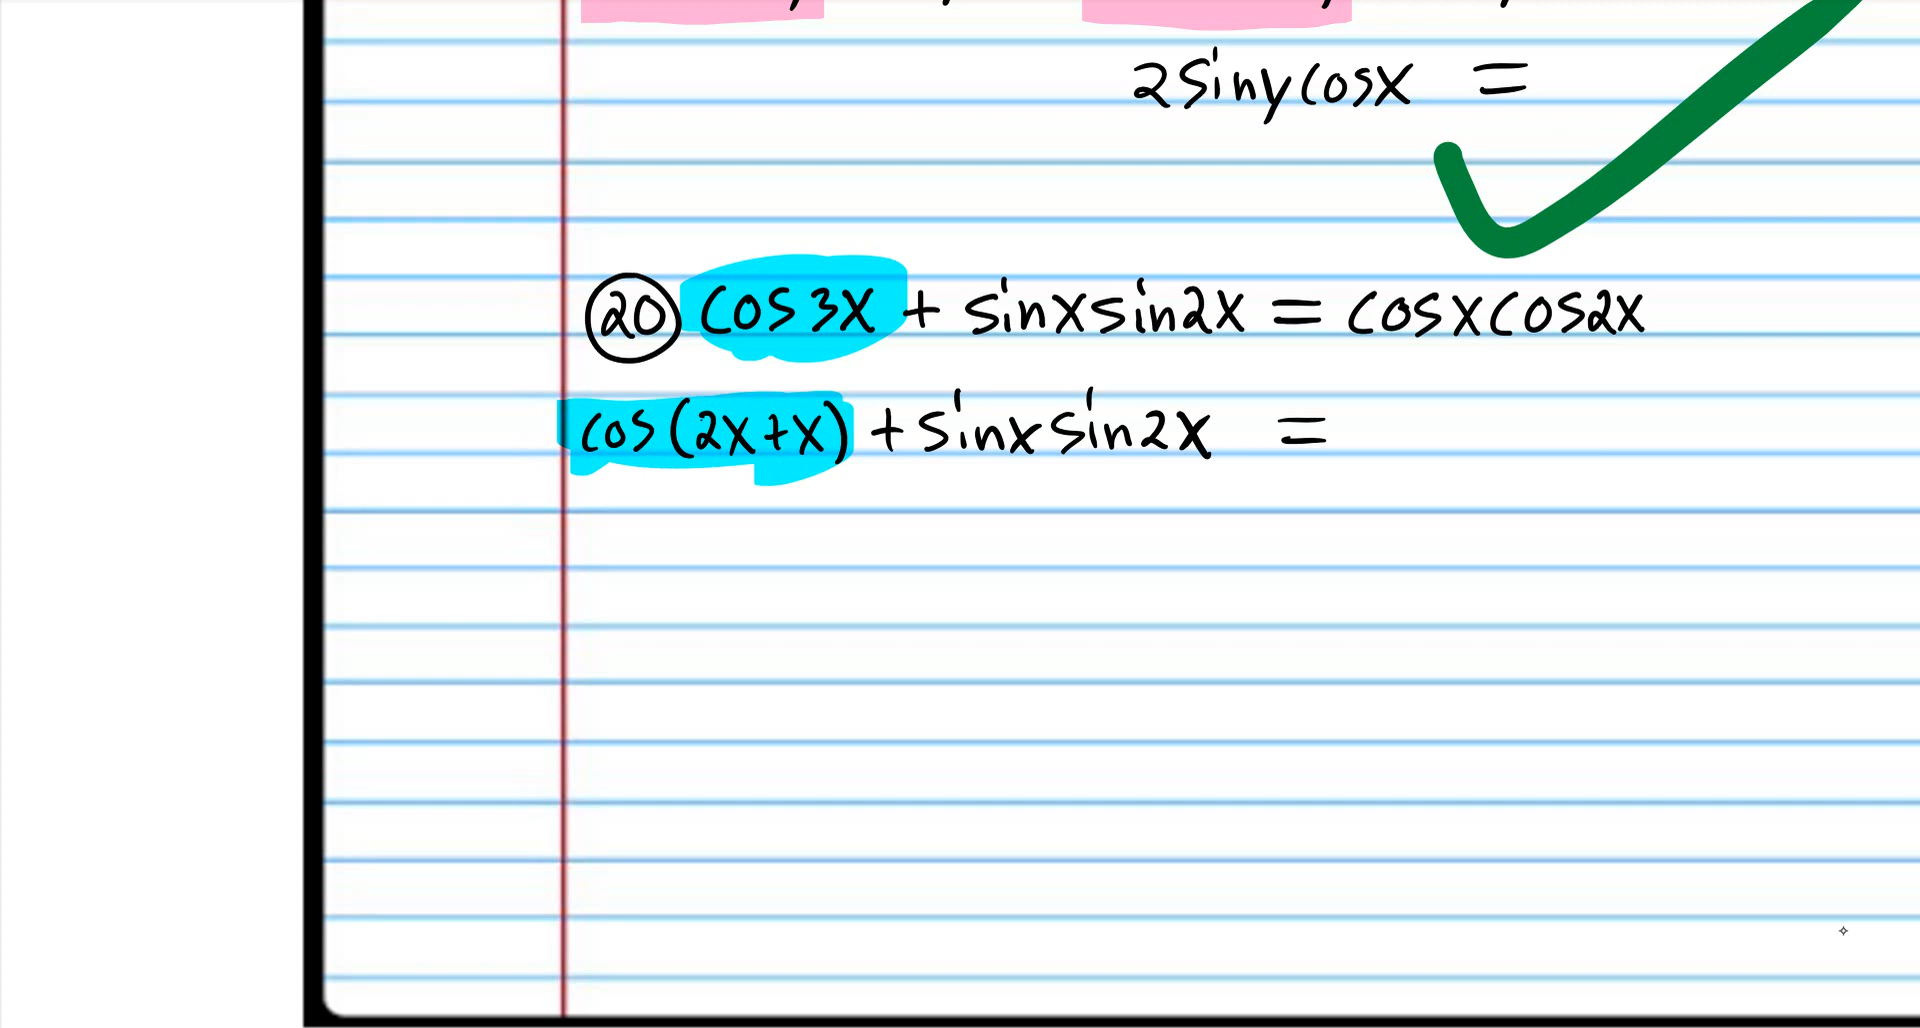 2sinycosx =
20 cos3x + sinxsin2x = cosxcos2x
cos(2x+x) + sinxsin2x =